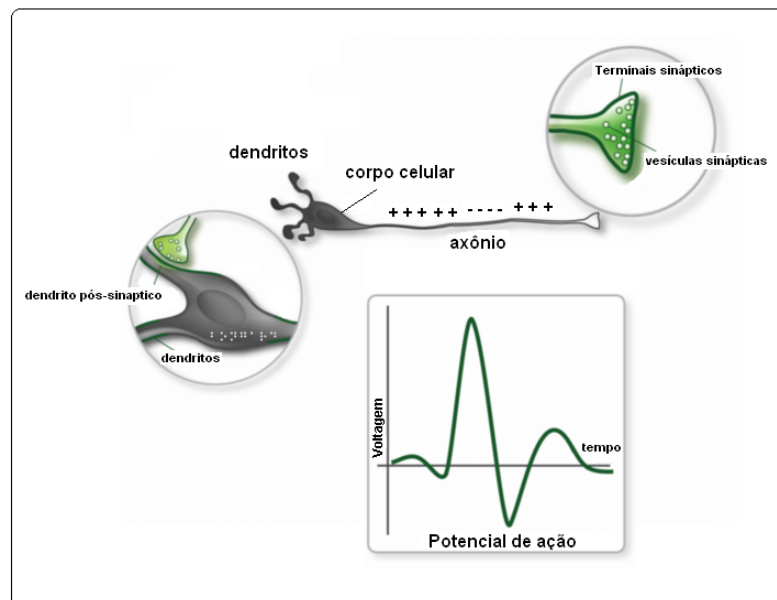 Terminais sinápticos
vesículas sinápticas
dendritos
corpo celular
+ + + + + - - - - + + +
axônio
dendrito pós-sinaptico
dendritos
Voltagem
tempo
Potencial de ação